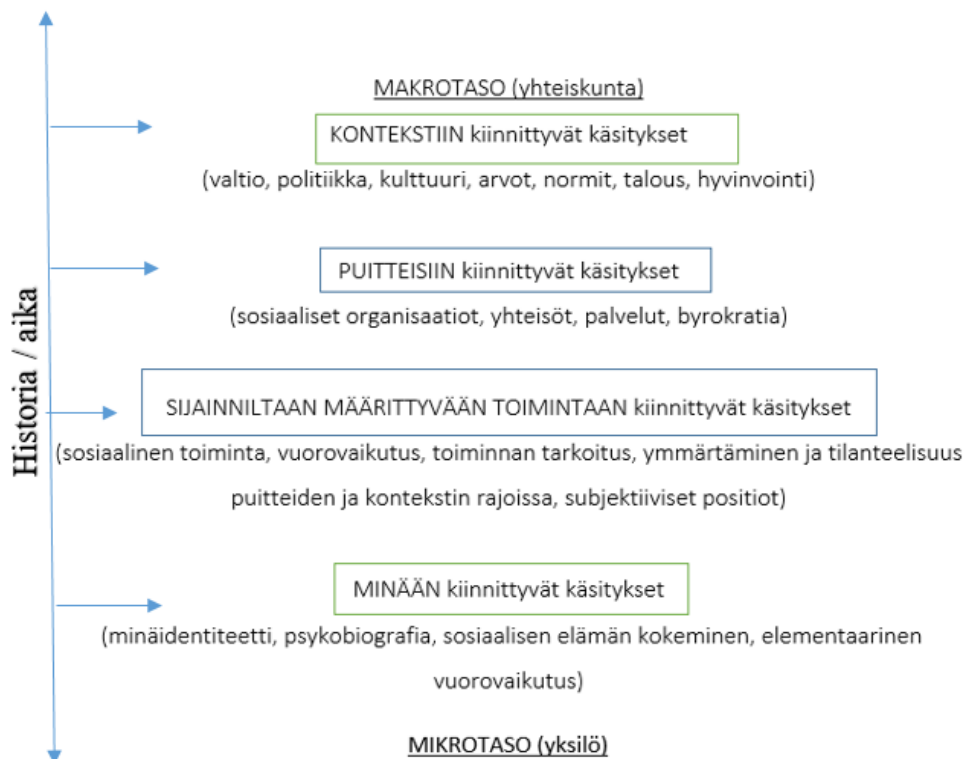 MAKROTASO (yhteiskunta)
KONTEKSTIIN kiinnittyvät käsitykset
(valtio, politiikka, kulttuuri, arvot, normit, talous, hyvinvointi)
PUITTEISIIN kiinnittyvät käsitykset
(sosiaaliset organisaatiot, yhteisöt, palvelut, byrokratia)
Historia / aika
SIJAINNILTAAN MÄÄRITTYVÄÄN TOIMINTAAN kiinnittyvät käsitykset
(sosiaalinen toiminta, vuorovaikutus, toiminnan tarkoitus, ymmärtäminen ja tilanteelisuus
puitteiden ja kontekstin rajoissa, subjektiiviset positiot)
MINÄÄN kiinnittyvät käsitykset
(minäidentiteetti, psykobiografia, sosiaalisen elämän kokeminen, elementaarinen
vuorovaikutus)
MIKROTASO (yksilö)